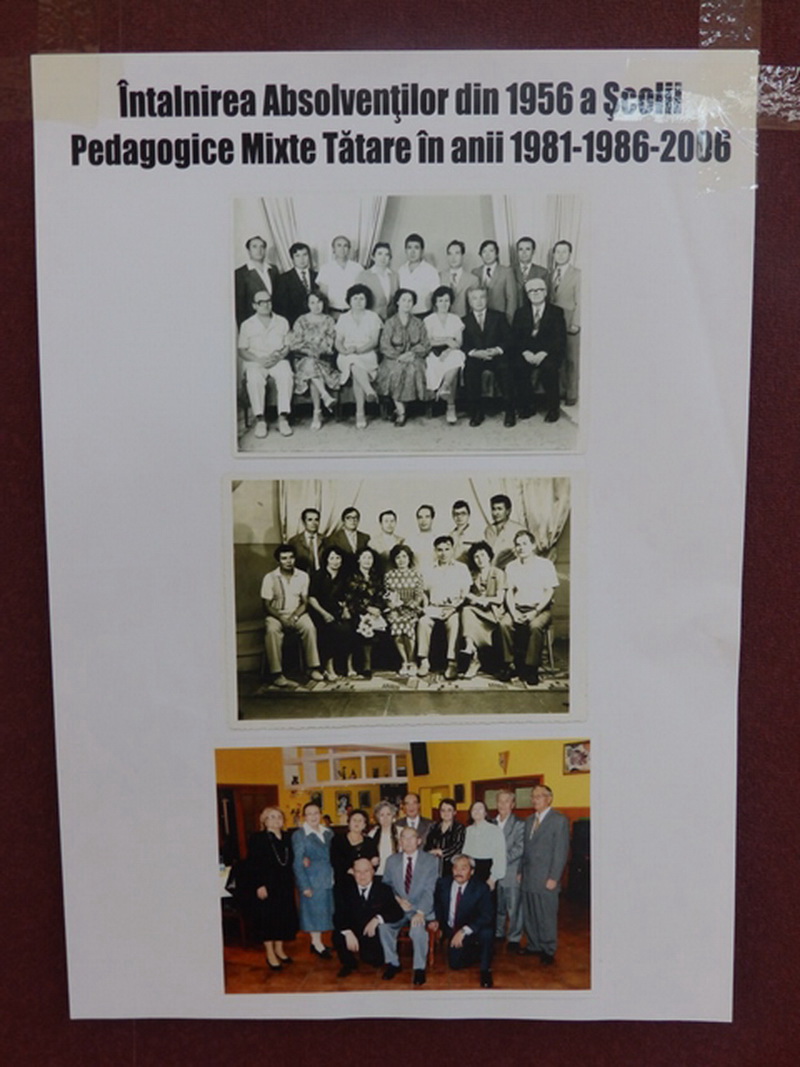 Întalnirea Absolvenţilor din 1956 a Şcolii
Pedagogice Mixte Tătare în anii 1981-1986-2006